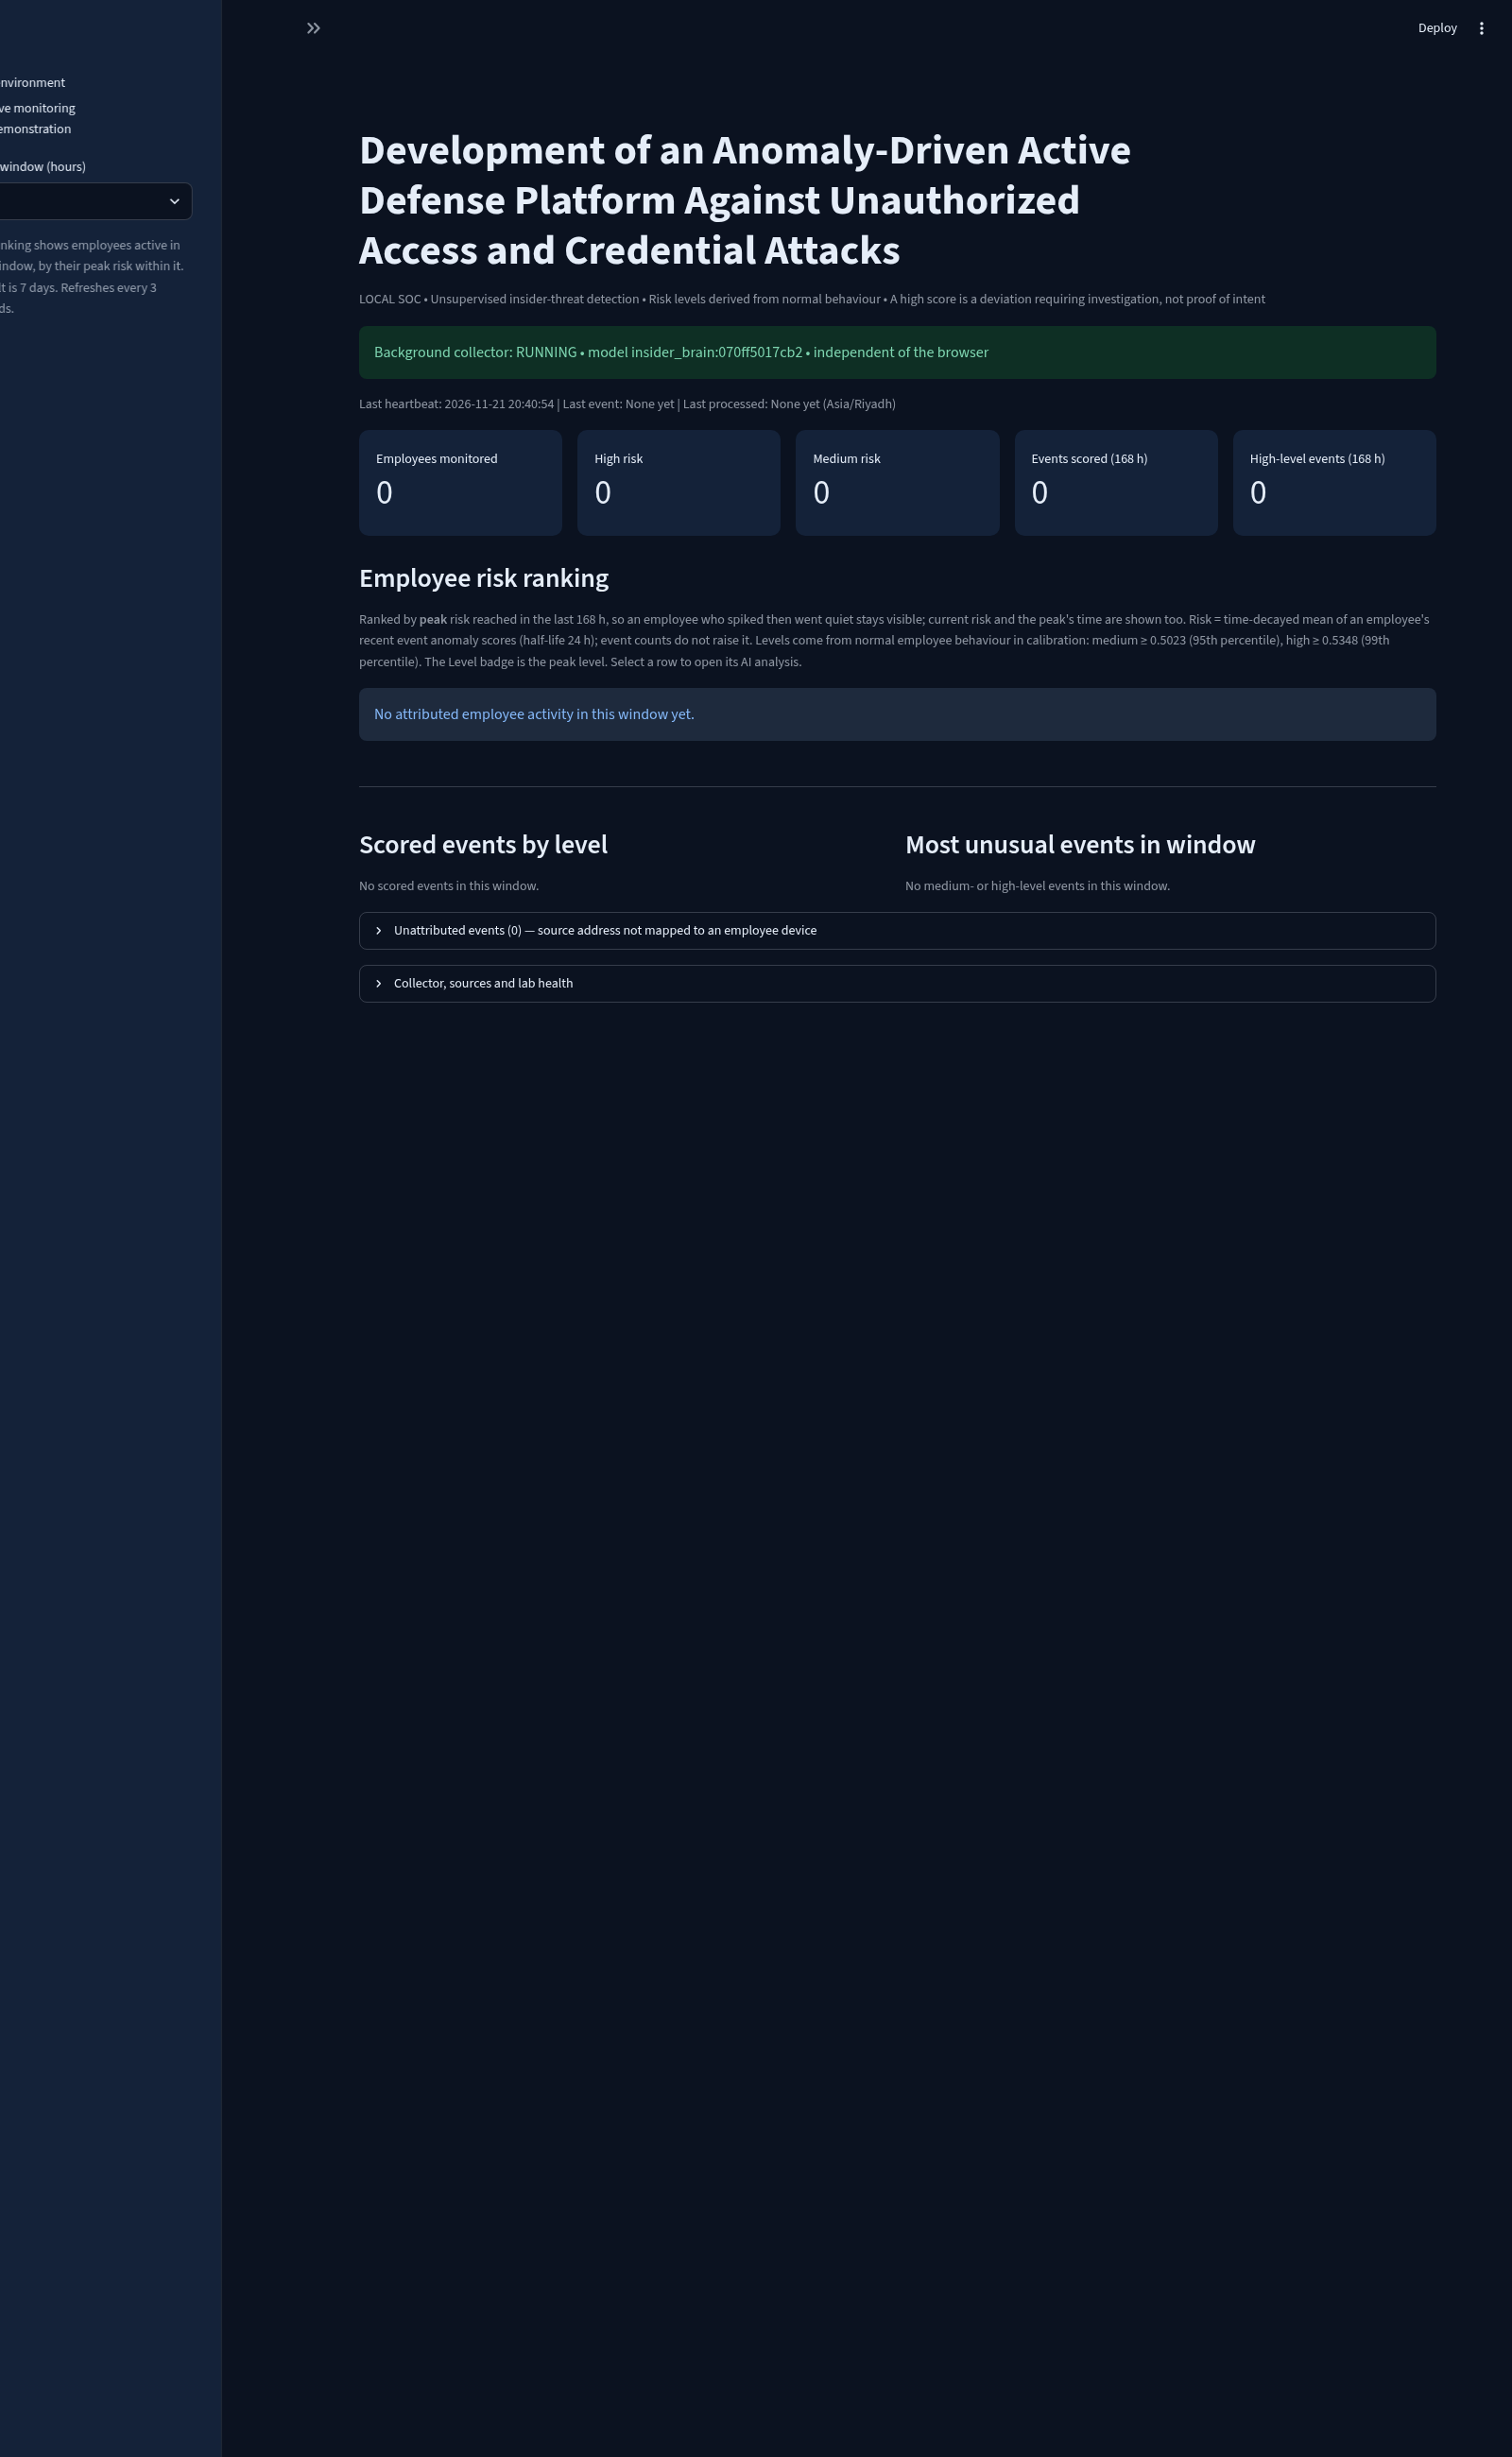 Deploy
nvironment
ve monitoring
emonstration
window (hours)
nking shows employees active in
indow, by their peak risk within it.
lt is 7 days. Refreshes every 3
ds.
Development of an Anomaly-Driven Active
Defense Platform Against Unauthorized
Access and Credential Attacks
LOCAL SOC • Unsupervised insider-threat detection • Risk levels derived from normal behaviour • A high score is a deviation requiring investigation, not proof of intent
Background collector: RUNNING • model insider_brain:070ff5017cb2 • independent of the browser
Last heartbeat: 2026-11-21 20:40:54 | Last event: None yet | Last processed: None yet (Asia/Riyadh)
Employees monitored
0
High risk
0
Medium risk
0
Events scored (168 h)
0
High-level events (168 h)
0
Employee risk ranking
Ranked by peak risk reached in the last 168 h, so an employee who spiked then went quiet stays visible; current risk and the peak's time are shown too. Risk = time-decayed mean of an employee's
recent event anomaly scores (half-life 24 h); event counts do not raise it. Levels come from normal employee behaviour in calibration: medium ≥ 0.5023 (95th percentile), high ≥ 0.5348 (99th
percentile). The Level badge is the peak level. Select a row to open its AI analysis.
No attributed employee activity in this window yet.
Scored events by level
No scored events in this window.
Most unusual events in window
No medium- or high-level events in this window.
Unattributed events (0) — source address not mapped to an employee device
Collector, sources and lab health